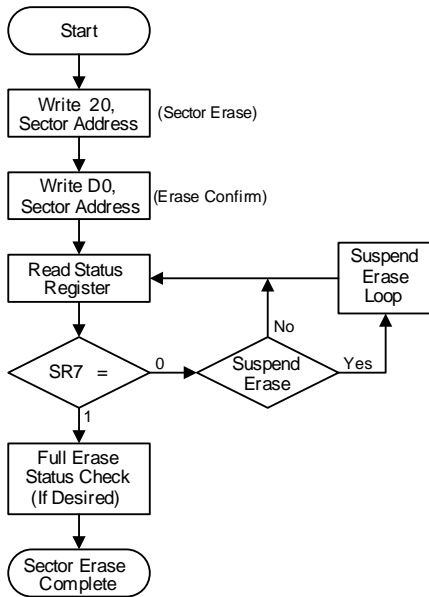 Start
Write 20,
Sector Address
(Sector Erase)
Write D0,
Sector Address
(Erase Confirm)
Read Status
Register
Suspend
Erase
Loop
No
SR7 =
0
Suspend
Erase
Yes
1
Full Erase
Status Check
(If Desired)
Sector Erase
Complete